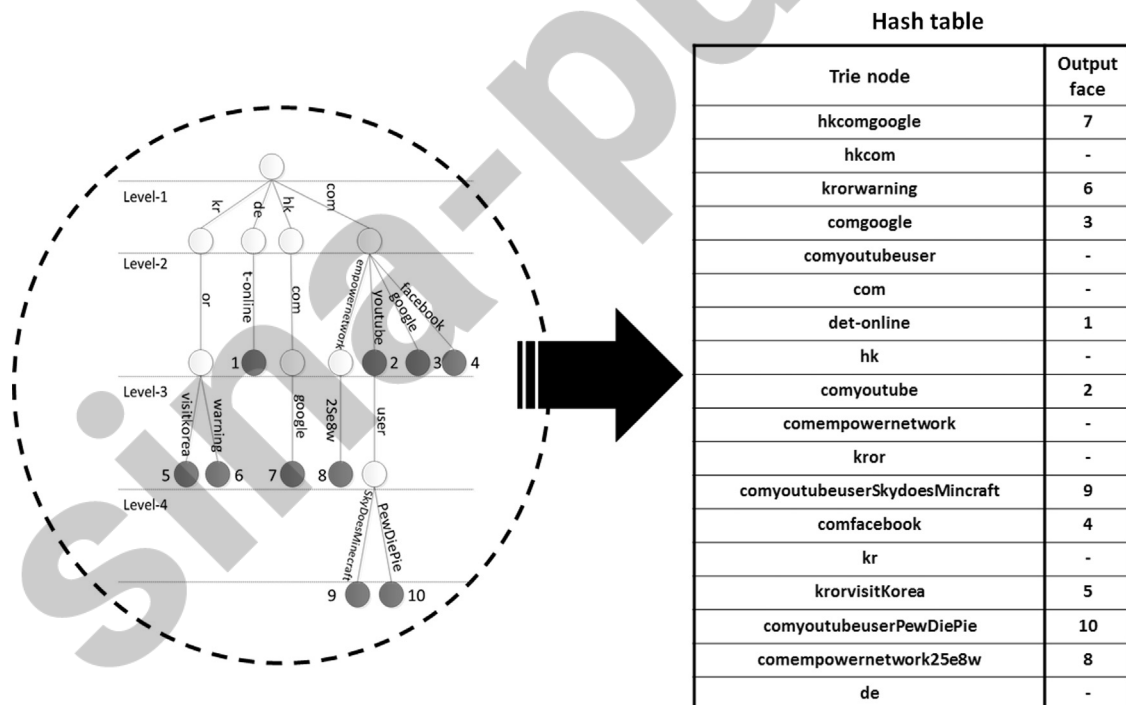 Hash table
Trie node Output face
hkcomgoogle 7
hkcom -
krorwarning 6
comgoogle 3
comyoutubeuser -
com -
det-online 1
hk -
comyoutube 2
comempowernetwork -
kror -
comyoutubeuserSkydoesMincraft 9
comfacebook 4
kr -
krorvisitKorea 5
comyoutubeuserPewDiePie 10
comempowernetwork25e8w 8
de -
Level-1
kr
de
hk
com
Level-2
or
t-online
com
empowernetwork
youtube
google
facebook
1
2
3
4
Level-3
visitkorea
warning
google
2Se8w
user
5
6
7
8
Level-4
SkyDoesMinecraft
PewDiePie
9
10